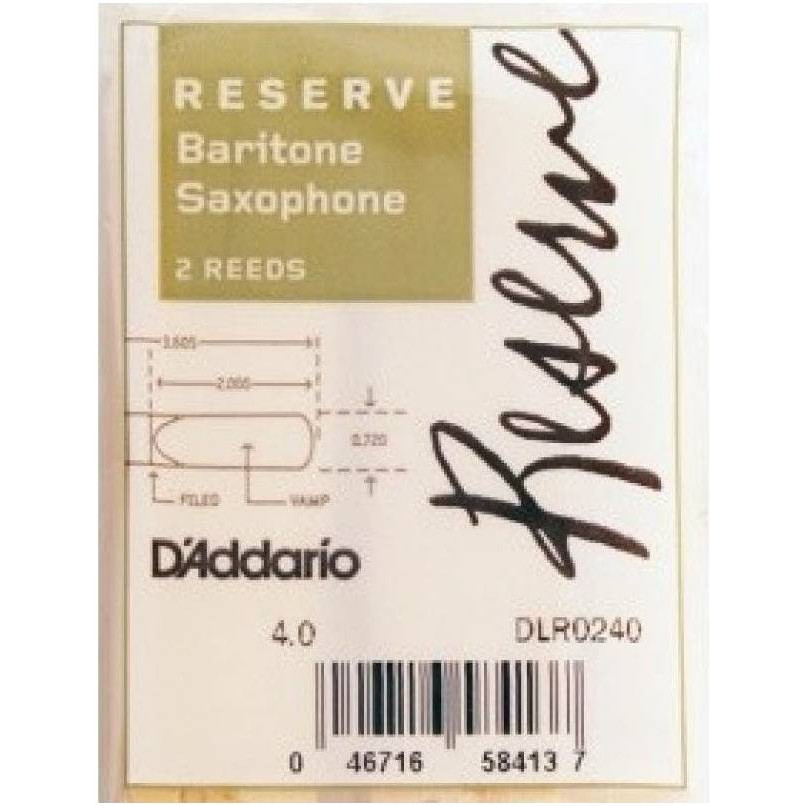 RESERVE
Baritone
Saxophone
2 REEDS
Reserve
2.000
0.720
FILED
VAMP
D'Addario
4.0
DLR0240
0 46716 58413 7